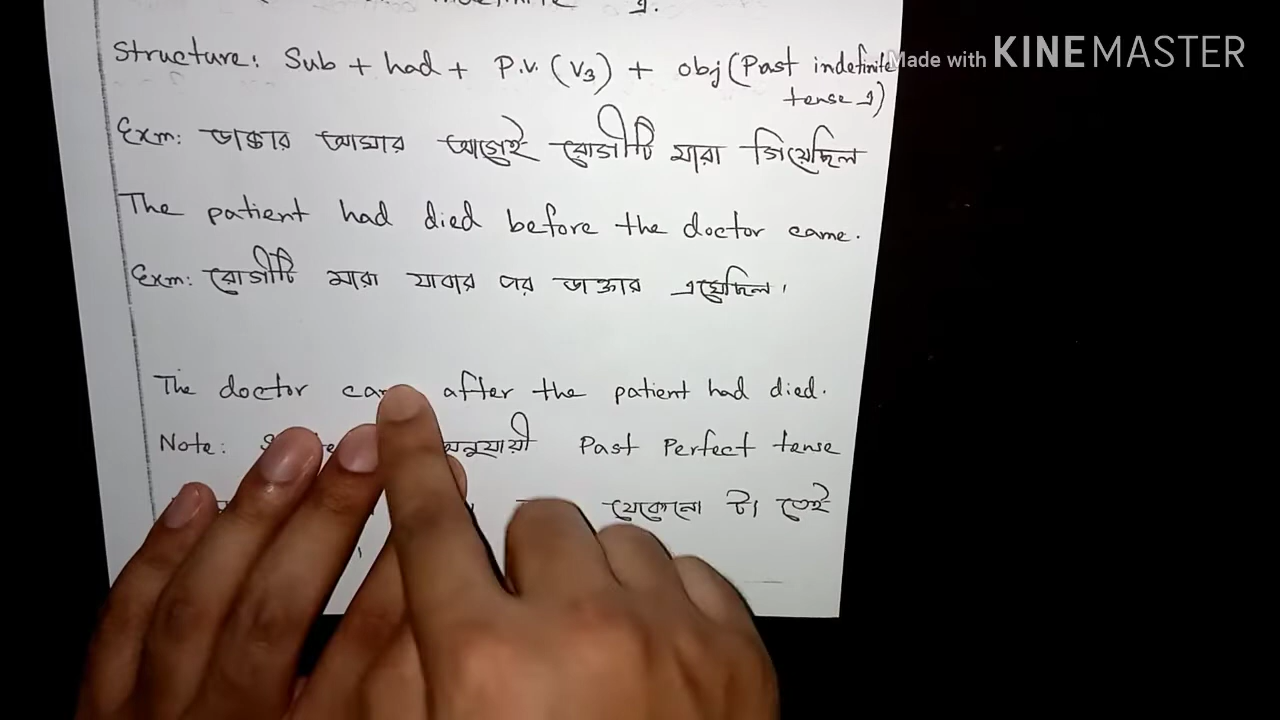 Structure: Sub + had + P.V. (V3) + obj (Past indefinite
tense এ)
Made with KINEMASTER
Exm: ডাক্তার আসার আগেই রোগীটি মারা গিয়েছিল
The patient had died before the doctor came.
Exm: রোগীটি মারা যাবার পর ডাক্তার এসেছিল।
The doctor after the patient had died.
Note: অনুযায়ী Past Perfect tense
যেকোনো টা তেই